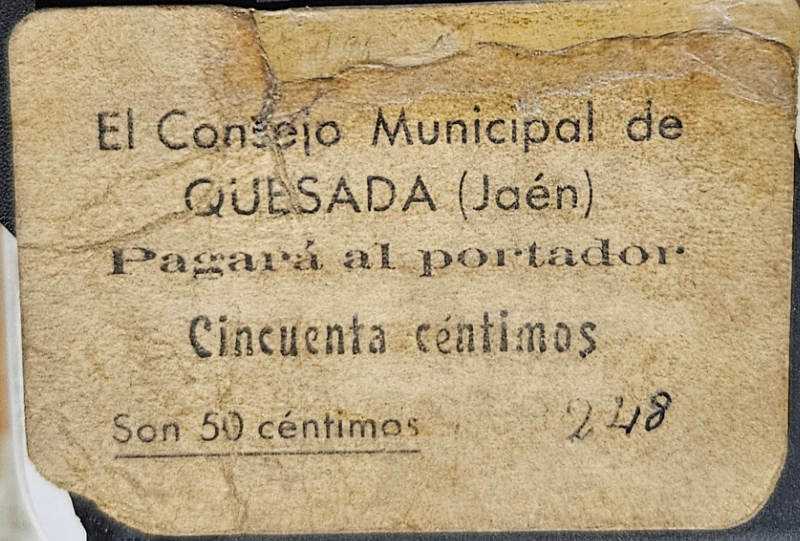 El Consejo Municipal de
QUESADA (Jaén)
Pagará al portador
Cincuenta céntimos
Son 50 céntimos 248